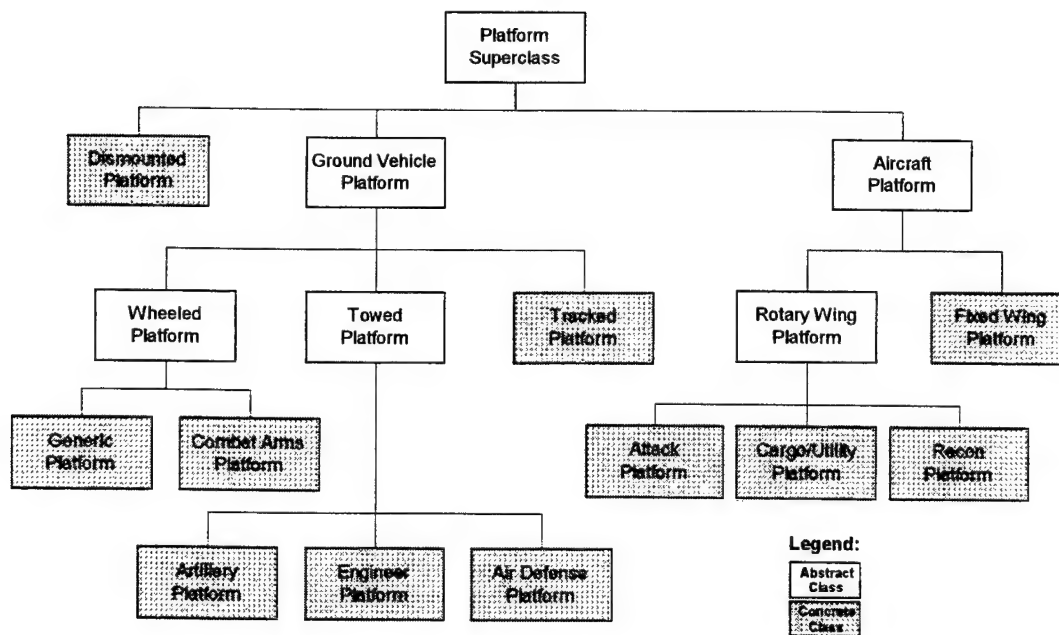 Platform
Superclass
Dismounted
Platform
Ground Vehicle
Platform
Aircraft
Platform
Wheeled
Platform
Towed
Platform
Tracked
Platform
Rotary Wing
Platform
Fixed Wing
Platform
Generic
Platform
Combat Arms
Platform
Attack
Platform
Cargo/Utility
Platform
Recon
Platform
Artillery
Platform
Engineer
Platform
Air Defense
Platform
Legend:
Abstract
Class
Concrete
Class